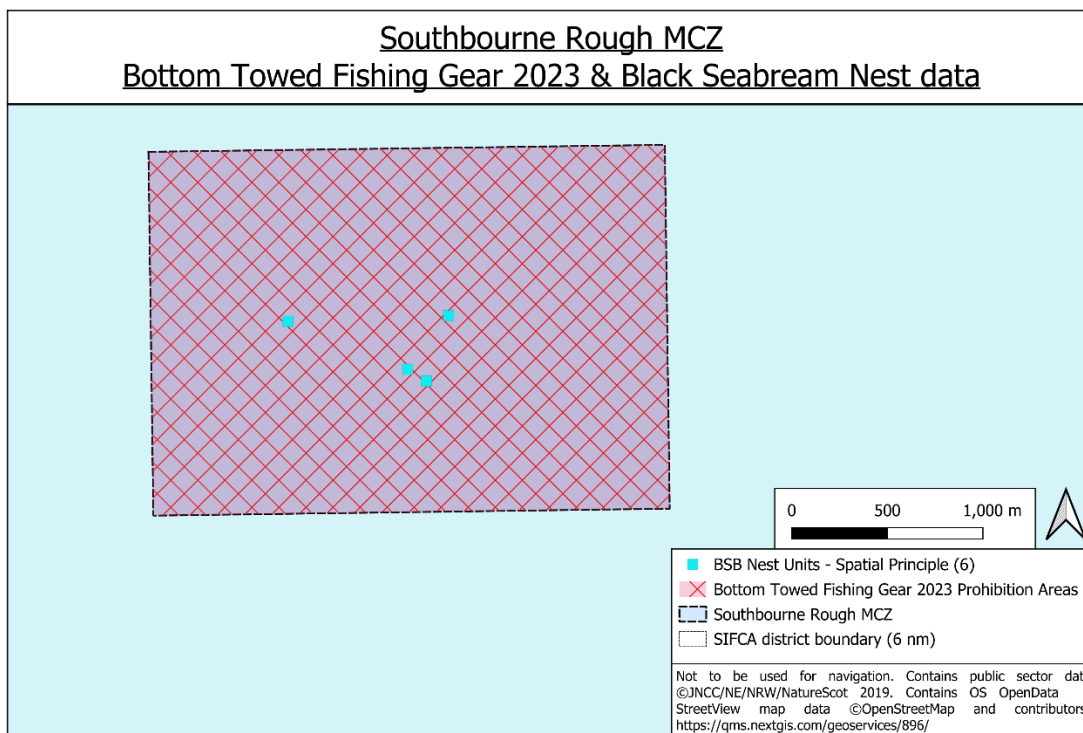 Southbourne Rough MCZ
Bottom Towed Fishing Gear 2023 & Black Seabream Nest data
0 500 1,000 m
BSB Nest Units - Spatial Principle (6)
Bottom Towed Fishing Gear 2023 Prohibition Areas
Southbourne Rough MCZ
SIFCA district boundary (6 nm)
Not to be used for navigation. Contains public sector dat
©JNCC/NE/NRW/NatureScot 2019. Contains OS OpenData
StreetView map data ©OpenStreetMap and contributors
https://qms.nextgis.com/geoservices/896/